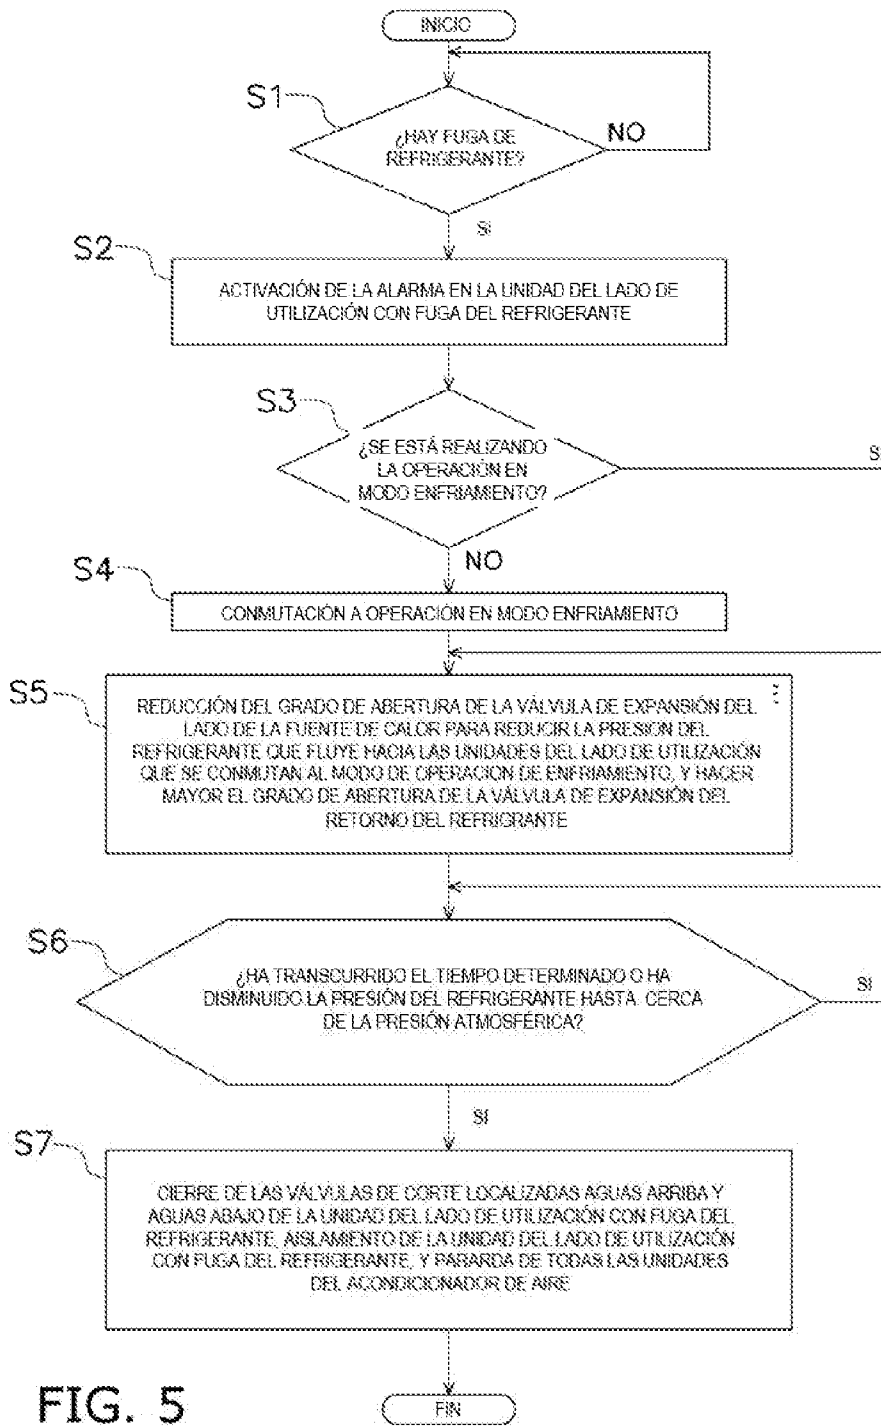 INICIO
S1
¿HAY FUGA DE
REFRIGERANTE?
NO
SI
S2
ACTIVACIÓN DE LA ALARMA EN LA UNIDAD DEL LADO DE
UTILIZACIÓN CON FUGA DEL REFRIGERANTE
S3
¿SE ESTÁ REALIZANDO
LA OPERACIÓN EN
MODO ENFRIAMIENTO?
S
NO
S4
CONMUTACIÓN A OPERACIÓN EN MODO ENFRIAMIENTO
S5
REDUCCIÓN DEL GRADO DE ABERTURA DE LA VÁLVULA DE EXPANSIÓN DEL
LADO DE LA FUENTE DE CALOR PARA REDUCIR LA PRESIÓN DEL
REFRIGERANTE QUE FLUYE HACIA LAS UNIDADES DEL LADO DE UTILIZACIÓN
QUE SE CONMUTAN AL MODO DE OPERACIÓN DE ENFRIAMIENTO, Y HACER
MAYOR EL GRADO DE ABERTURA DE LA VÁLVULA DE EXPANSIÓN DEL
RETORNO DEL REFRIGRANTE
S6
¿HA TRANSCURRIDO EL TIEMPO DETERMINADO O HA
DISMINUIDO LA PRESIÓN DEL REFRIGERANTE HASTA CERCA
DE LA PRESIÓN ATMOSFÉRICA?
SI
SI
S7
CIERRE DE LAS VÁLVULAS DE CORTE LOCALIZADAS AGUAS ARRIBA Y
AGUAS ABAJO DE LA UNIDAD DEL LADO DE UTILIZACIÓN CON FUGA DEL
REFRIGERANTE, AISLAMIENTO DE LA UNIDAD DEL LADO DE UTILIZACIÓN
CON FUGA DEL REFRIGERANTE, Y PARARDA DE TODAS LAS UNIDADES
DEL ACONDICIONADOR DE AIRE
FIN
FIG. 5